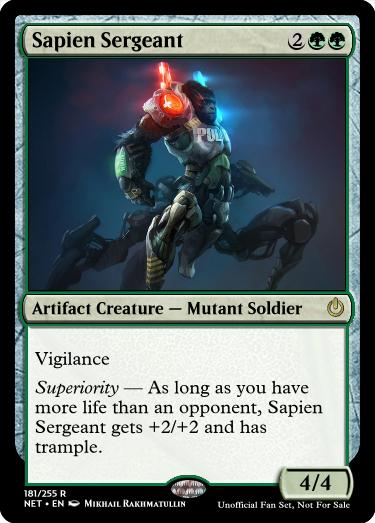 Sapien Sergeant 2
Artifact Creature — Mutant Soldier
Vigilance
Superiority — As long as you have
more life than an opponent, Sapien
Sergeant gets +2/+2 and has
trample.
4/4
181/255 R
NET • EN Mikhail Rakhmatullin
Unofficial Fan Set, Not For Sale